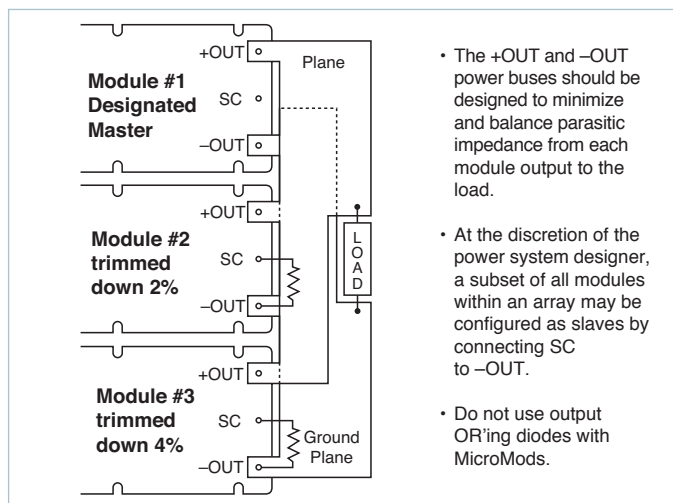 +OUT
Plane
Module #1
Designated
Master
SC
–OUT
+OUT
Module #2
trimmed
down 2%
SC
–OUT
LOAD
+OUT
Module #3
trimmed
down 4%
SC
Ground
Plane
–OUT
• The +OUT and –OUT
power buses should be
designed to minimize
and balance parasitic
impedance from each
module output to the
load.
• At the discretion of the
power system designer,
a subset of all modules
within an array may be
configured as slaves by
connecting SC
to –OUT.
• Do not use output
OR'ing diodes with
MicroMods.